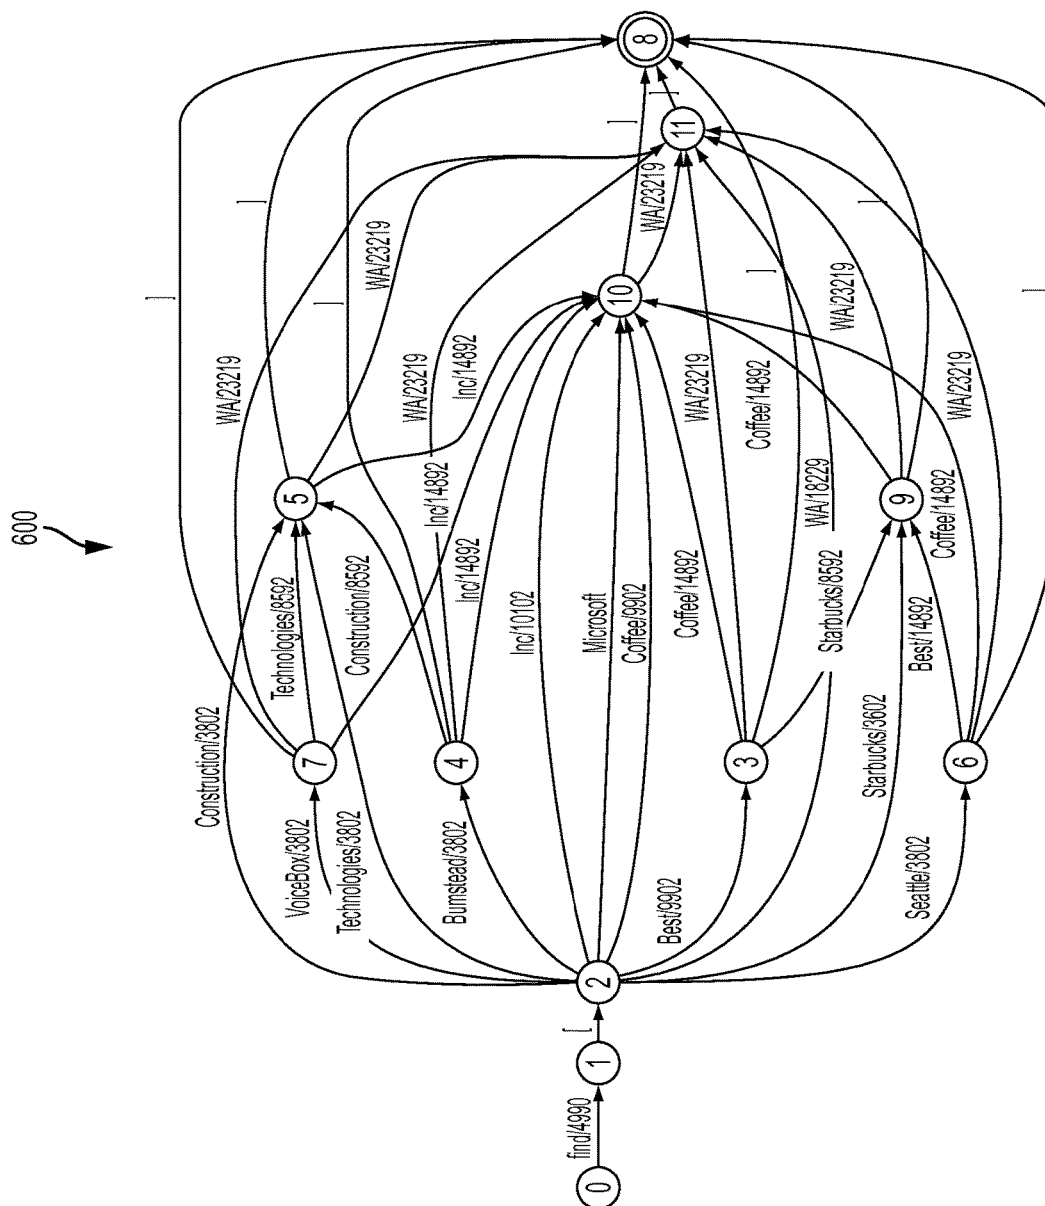 600
0
find/4990
1
[
2
Construction/3802
VoiceBox/3802
Technologies/3802
Bumstead/3802
Best/9902
Seattle/3802
7
4
3
6
Technologies/8592
Construction/8592
Inc/14892
Inc/14892
Inc/10102
Microsoft
Coffee/9902
Coffee/14892
Starbucks/8592
Starbucks/3602
Best/14892
5
9
WA/23219
WA/23219
Inc/14892
WA/23219
Coffee/14892
WA/18229
Coffee/14892
WA/23219
10
]
]
]
WA/23219
WA/23219
]
WA/23219
]
]
]
11
]
]
8